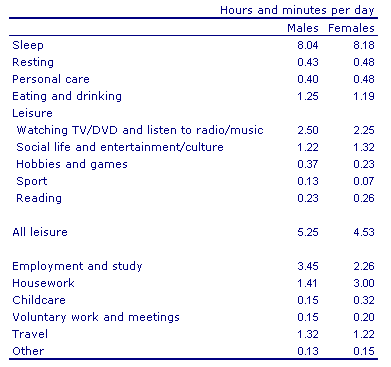 Hours and minutes per day
Males Females
Sleep 8.04 8.18
Resting 0.43 0.48
Personal care 0.40 0.48
Eating and drinking 1.25 1.19
Leisure
Watching TV/DVD and listen to radio/music 2.50 2.25
Social life and entertainment/culture 1.22 1.32
Hobbies and games 0.37 0.23
Sport 0.13 0.07
Reading 0.23 0.26
All leisure 5.25 4.53
Employment and study 3.45 2.26
Housework 1.41 3.00
Childcare 0.15 0.32
Voluntary work and meetings 0.15 0.20
Travel 1.32 1.22
Other 0.13 0.15